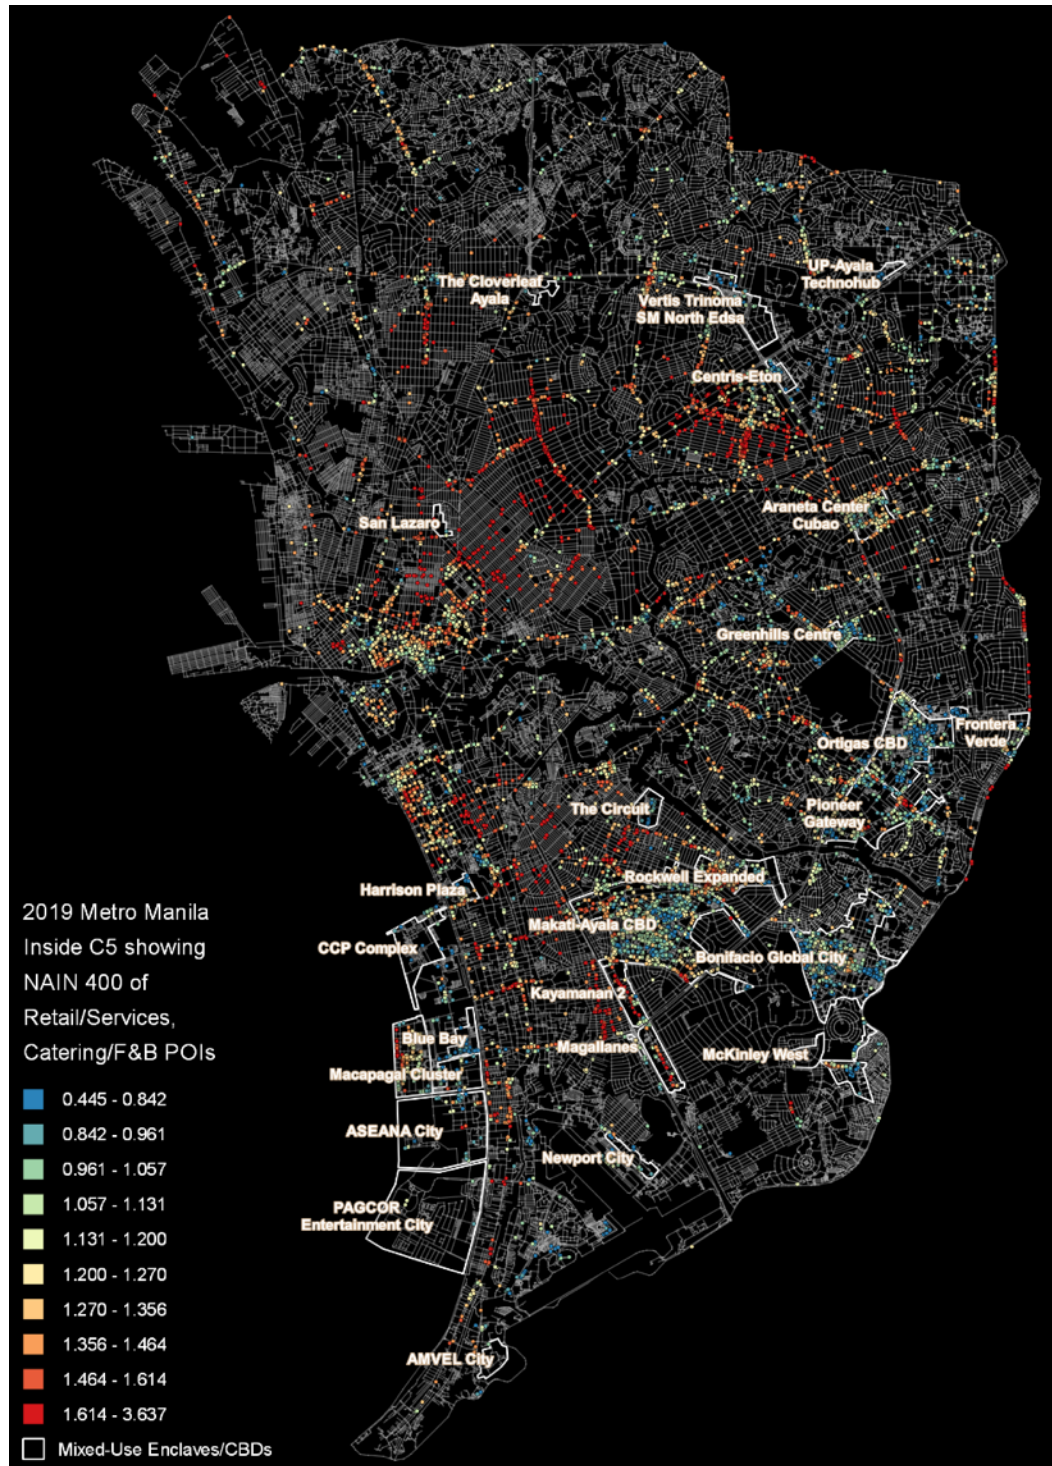 UP-Ayala
Technohub
The Cloverleaf
Ayala
Vertis Trinoma
SM North Edsa
Centris-Eton
Araneta Center
Cubao
San Lazaro
Greenhills Centre
Frontera
Verde
Ortigas CBD
Pioneer
Gateway
The Circuit
Rockwell Expanded
Harrison Plaza
Makati-Ayala CBD
CCP Complex
Bonifacio Global City
Kayamanan 2
Blue Bay
Magallanes
McKinley West
Macapagal Cluster
ASEANA City
Newport City
PAGCOR
Entertainment City
AMVEL City
2019 Metro Manila
Inside C5 showing
NAIN 400 of
Retail/Services,
Catering/F&B POIs
0.445 - 0.842
0.842 - 0.961
0.961 - 1.057
1.057 - 1.131
1.131 - 1.200
1.200 - 1.270
1.270 - 1.356
1.356 - 1.464
1.464 - 1.614
1.614 - 3.637
Mixed-Use Enclaves/CBDs